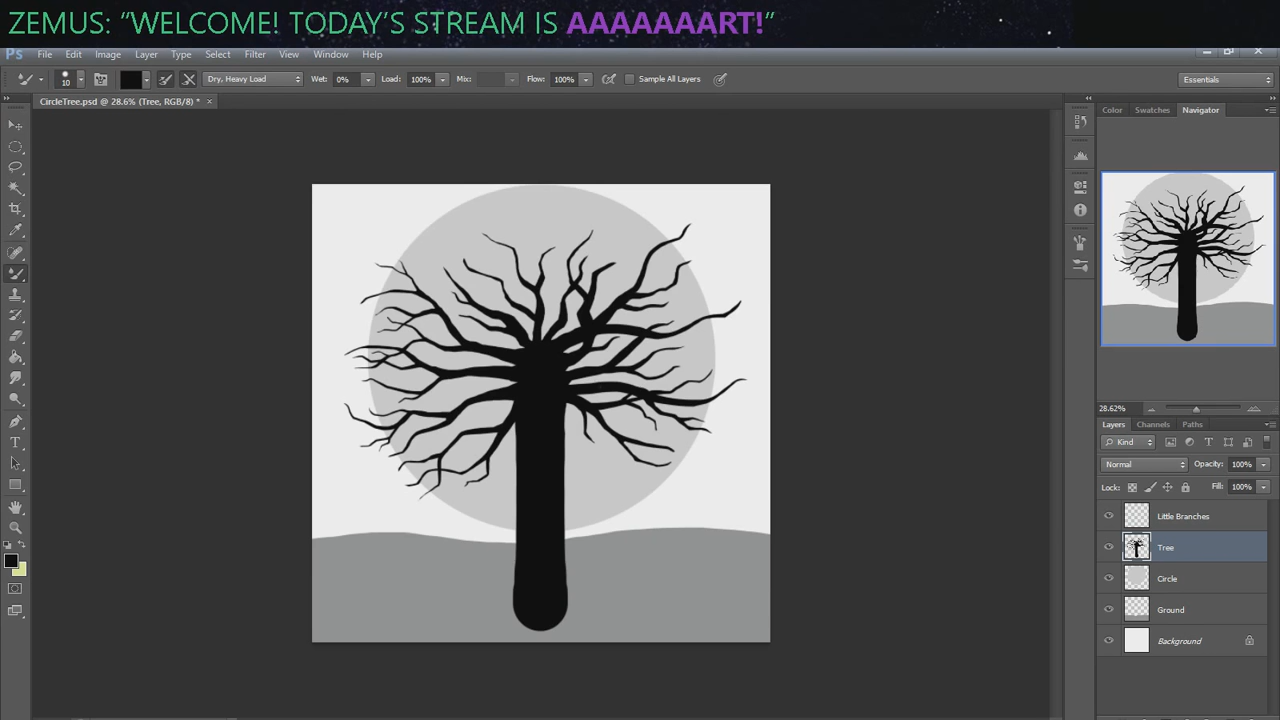 ZEMUS: “WELCOME! TODAY’S STREAM IS AAAAAAART!”
Ps File Edit Image Layer Type Select Filter View Window Help
10 Dry, Heavy Load Wet: 0% Load: 100% Mix: Flow: 100% Sample All Layers Essentials
CircleTree.psd @ 28.6% (Tree, RGB/8) * ×
Color Swatches Navigator
28.62%
Layers Channels Paths
Kind
Normal Opacity: 100%
Lock: Fill: 100%
Little Branches
Tree
Circle
Ground
Background